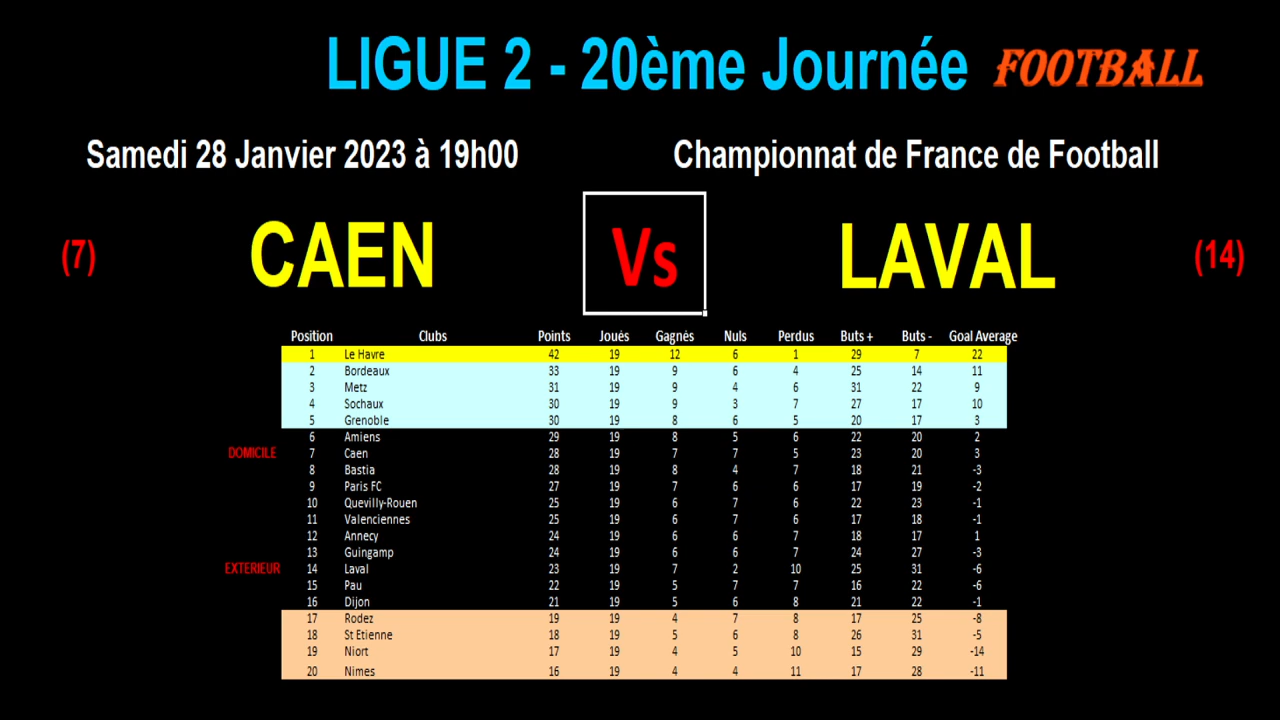 LIGUE 2 - 20ème Journée FOOTBALL
Samedi 28 Janvier 2023 à 19h00 Championnat de France de Football
(7) CAEN Vs LAVAL (14)
Position Clubs Points Joués Gagnés Nuls Perdus Buts + Buts - Goal Average
1 Le Havre 42 19 12 6 1 29 7 22
2 Bordeaux 33 19 9 6 4 25 14 11
3 Metz 31 19 9 4 6 31 22 9
4 Sochaux 30 19 9 3 7 27 17 10
5 Grenoble 30 19 8 6 5 20 17 3
6 Amiens 29 19 8 5 6 22 20 2
DOMICILE 7 Caen 28 19 7 7 5 23 20 3
8 Bastia 28 19 8 4 7 18 21 -3
9 Paris FC 27 19 7 6 6 17 19 -2
10 Quevilly-Rouen 25 19 6 7 6 22 23 -1
11 Valenciennes 25 19 6 7 6 17 18 -1
12 Annecy 24 19 6 6 7 18 17 1
13 Guingamp 24 19 6 6 7 24 27 -3
EXTERIEUR 14 Laval 23 19 7 2 10 25 31 -6
15 Pau 22 19 5 7 7 16 22 -6
16 Dijon 21 19 5 6 8 21 22 -1
17 Rodez 19 19 4 7 8 17 25 -8
18 St Etienne 18 19 5 6 8 26 31 -5
19 Niort 17 19 4 5 10 15 29 -14
20 Nimes 16 19 4 4 11 17 28 -11